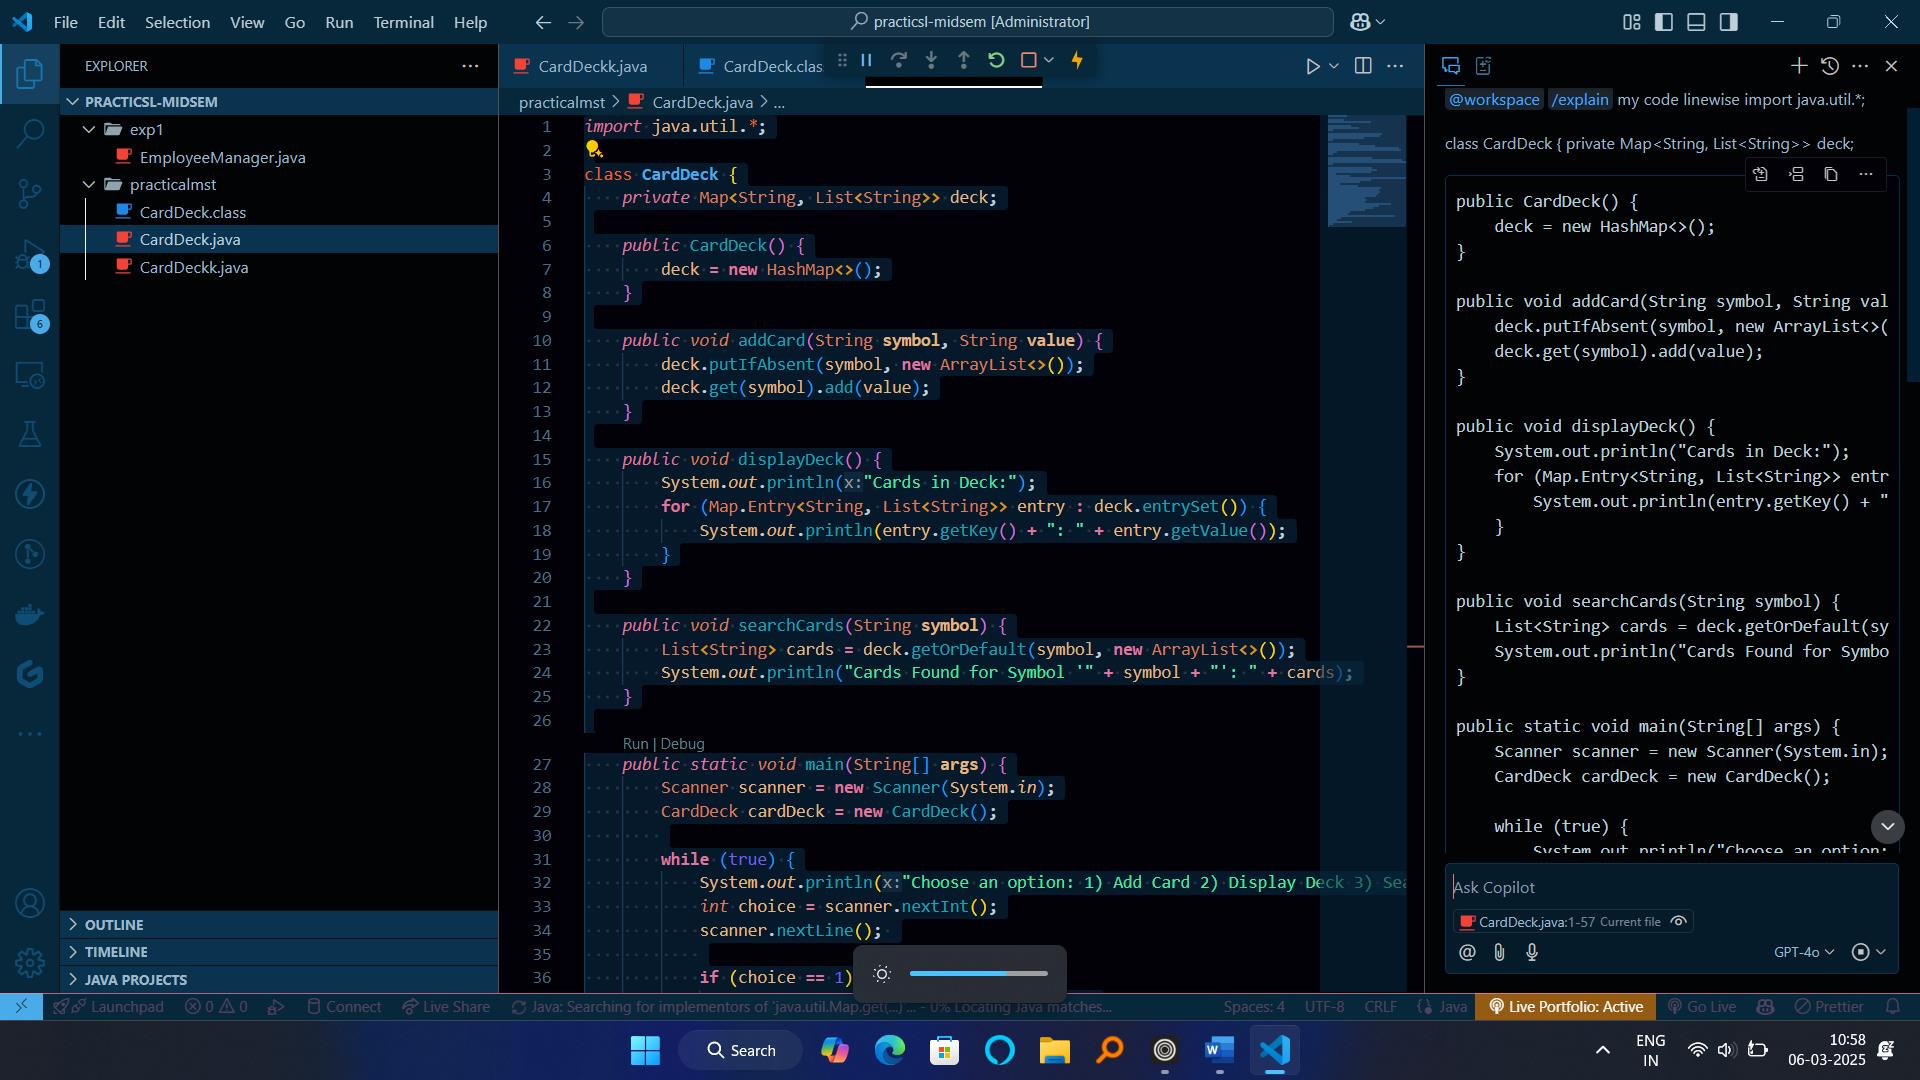 File Edit Selection View Go Run Terminal Help
practicsl-midsem [Administrator]
EXPLORER
PRACTICSL-MIDSEM
exp1
EmployeeManager.java
practicalmst
CardDeck.class
CardDeck.java
CardDeckk.java
OUTLINE
TIMELINE
JAVA PROJECTS
1
6
CardDeckk.java
CardDeck.clas
practicalmst > CardDeck.java > ...
1 import java.util.*;
2
3 class CardDeck {
4 private Map<String, List<String>> deck;
5
6 public CardDeck() {
7 deck = new HashMap<>();
8 }
9
10 public void addCard(String symbol, String value) {
11 deck.putIfAbsent(symbol, new ArrayList<>());
12 deck.get(symbol).add(value);
13 }
14
15 public void displayDeck() {
16 System.out.println(x:"Cards in Deck:");
17 for (Map.Entry<String, List<String>> entry : deck.entrySet()) {
18 System.out.println(entry.getKey() + ": " + entry.getValue());
19 }
20 }
21
22 public void searchCards(String symbol) {
23 List<String> cards = deck.getOrDefault(symbol, new ArrayList<>());
24 System.out.println("Cards Found for Symbol '" + symbol + "': " + cards);
25 }
26
Run | Debug
27 public static void main(String[] args) {
28 Scanner scanner = new Scanner(System.in);
29 CardDeck cardDeck = new CardDeck();
30
31 while (true) {
32 System.out.println(x:"Choose an option: 1) Add Card 2) Display Deck 3) Sea
33 int choice = scanner.nextInt();
34 scanner.nextLine();
35
36 if (choice == 1)
@workspace /explain my code linewise import java.util.*;
class CardDeck { private Map<String, List<String>> deck;
public CardDeck() {
deck = new HashMap<>();
}
public void addCard(String symbol, String val
deck.putIfAbsent(symbol, new ArrayList<>(
deck.get(symbol).add(value);
}
public void displayDeck() {
System.out.println("Cards in Deck:");
for (Map.Entry<String, List<String>> entr
System.out.println(entry.getKey() + "
}
}
public void searchCards(String symbol) {
List<String> cards = deck.getOrDefault(sy
System.out.println("Cards Found for Symbo
}
public static void main(String[] args) {
Scanner scanner = new Scanner(System.in);
CardDeck cardDeck = new CardDeck();
while (true) {
System.out.println("Choose an option:
Ask Copilot
CardDeck.java:1-57 Current file
GPT-4o
Launchpad 0 0 Connect Live Share Java: Searching for implementors of 'java.util.Map.get(...) ... - 0% Locating Java matches... Spaces: 4 UTF-8 CRLF {} Java Live Portfolio: Active Go Live Prettier
Search
ENG
IN
10:58
06-03-2025